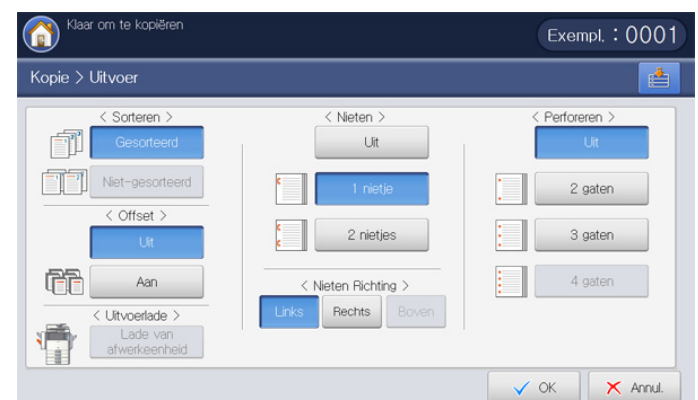 Klaar om te kopiëren
Exempl. : 0001
Kopie > Uitvoer
< Sorteren >
Gesorteerd
Niet-gesorteerd
< Offset >
Uit
Aan
< Uitvoerlade >
Lade van
afwerkeenheid
< Nieten >
Uit
1 nietje
2 nietjes
< Nieten Richting >
Links
Rechts
Boven
< Perforeren >
Uit
2 gaten
3 gaten
4 gaten
OK
Annul.